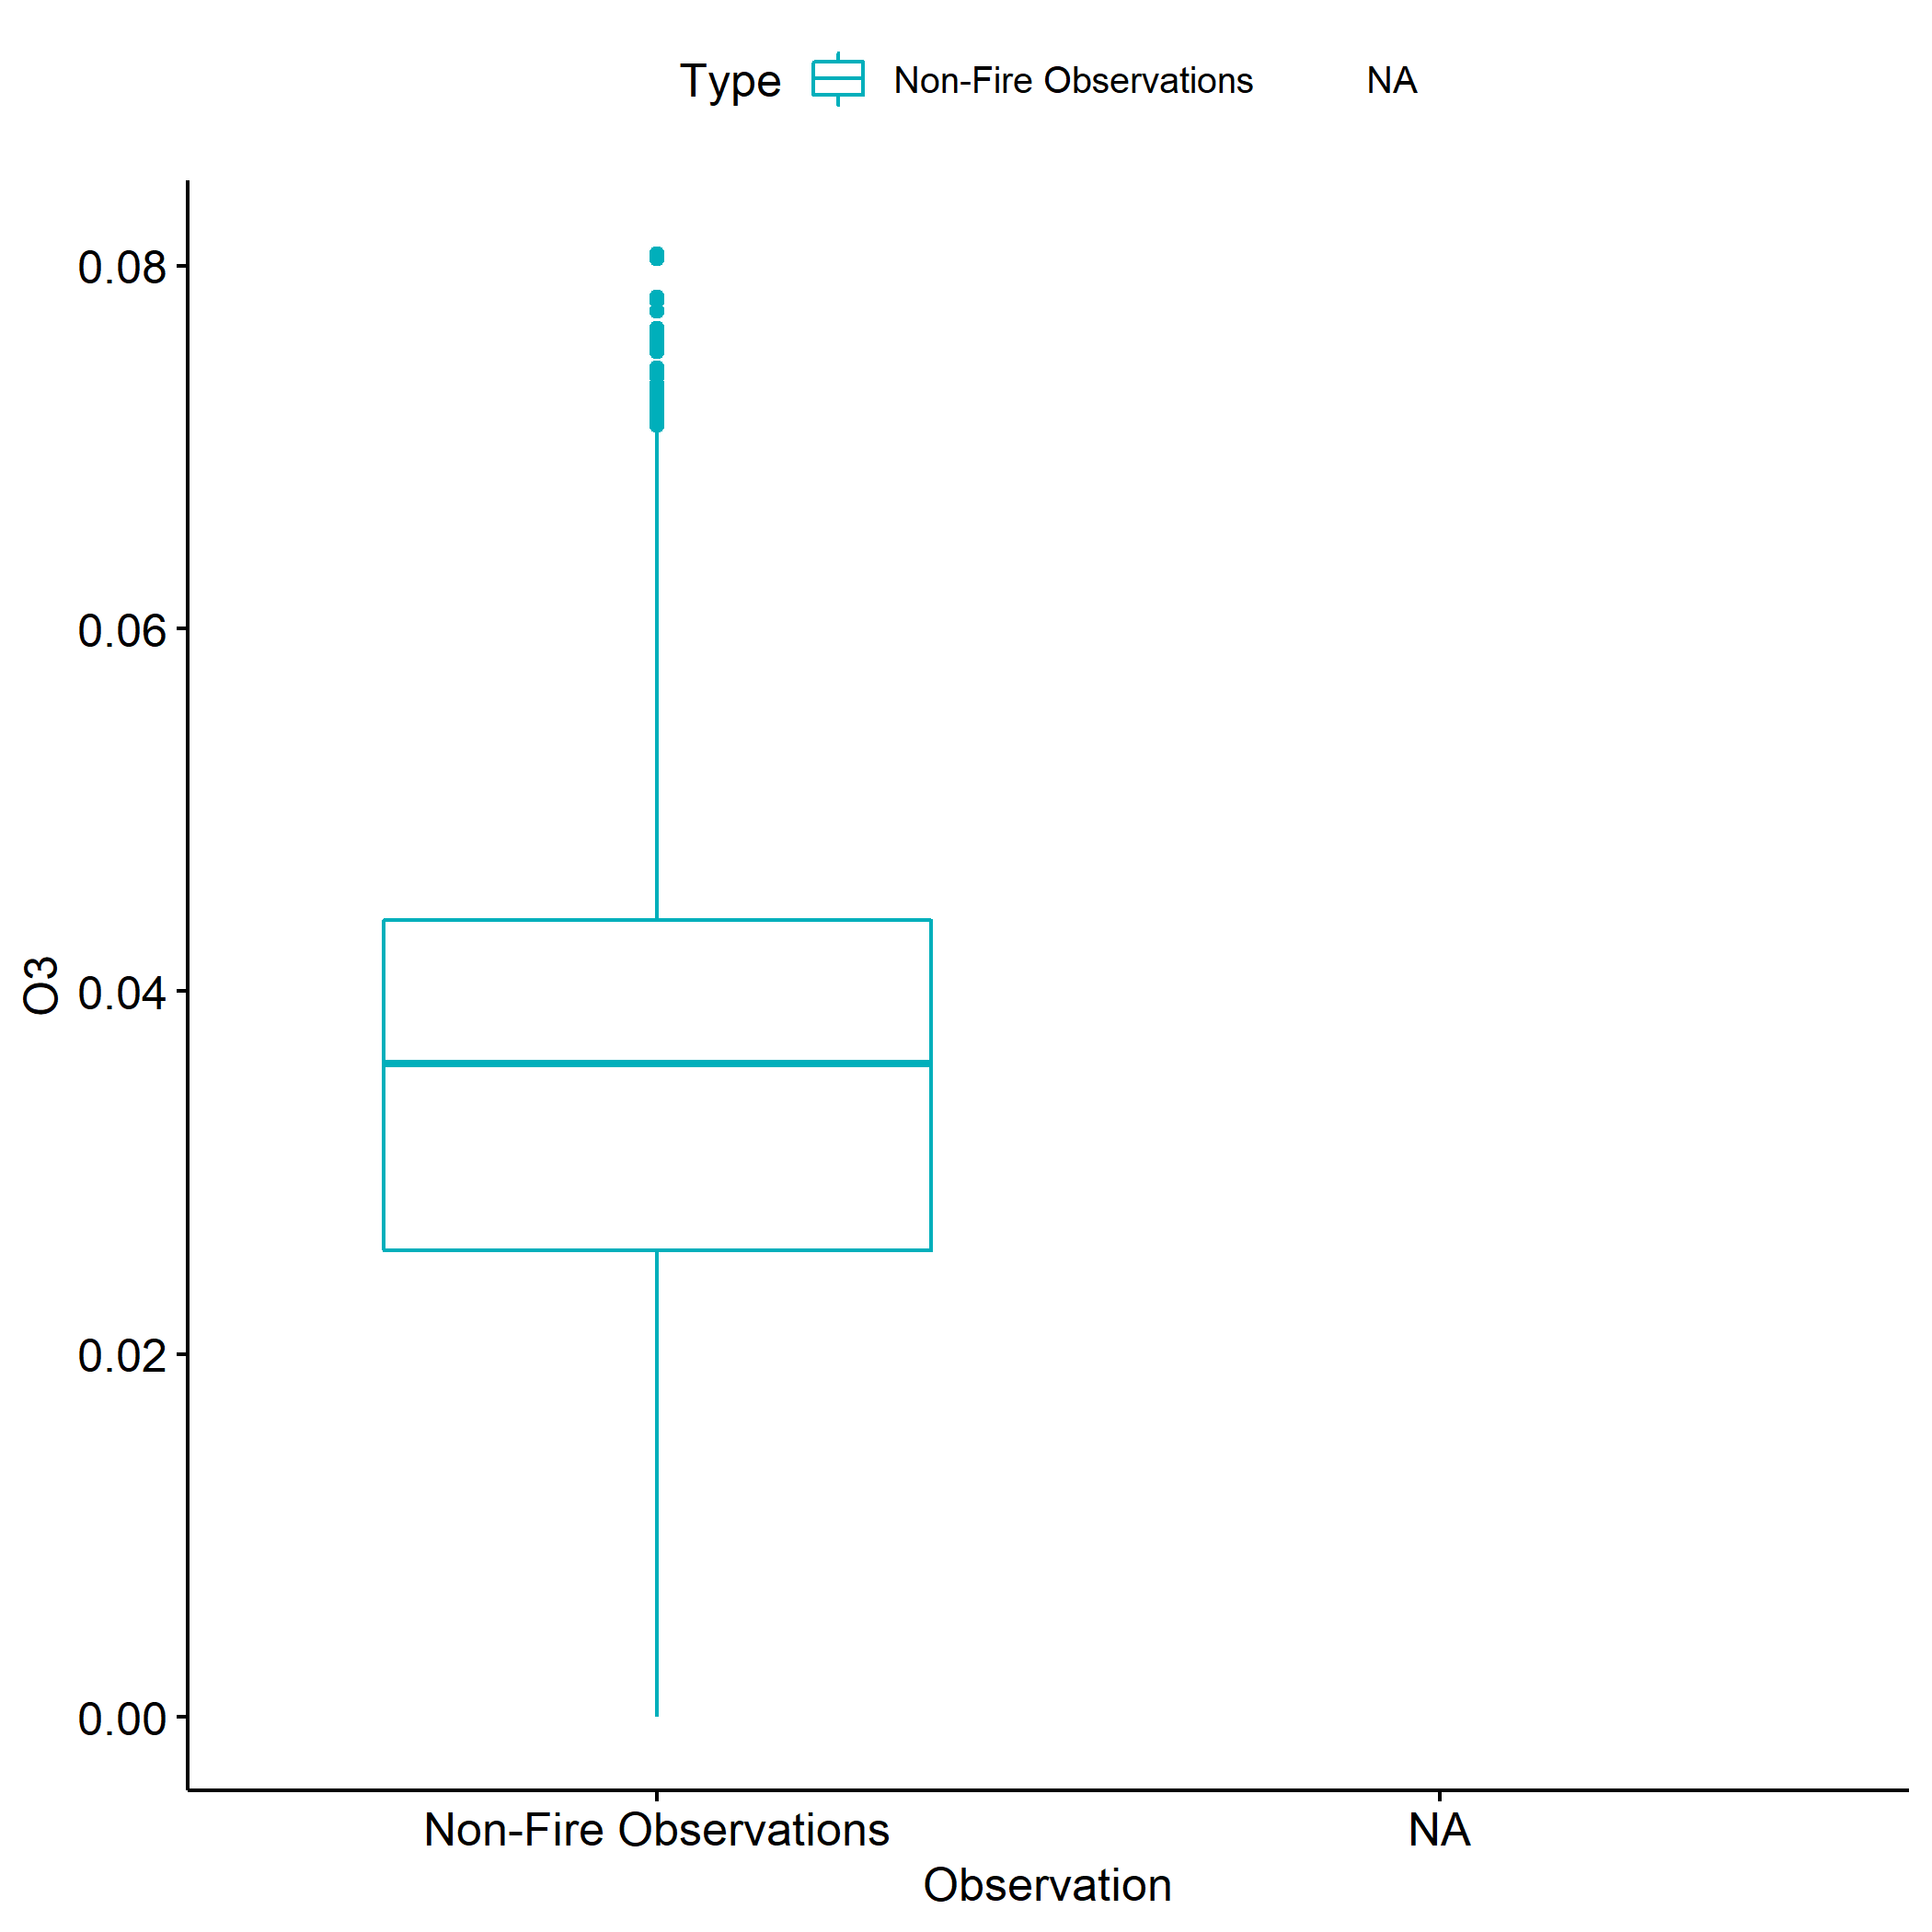 Type Non-Fire Observations NA
0.08
0.06
0.04
0.02
0.00
O3
Non-Fire Observations NA
Observation